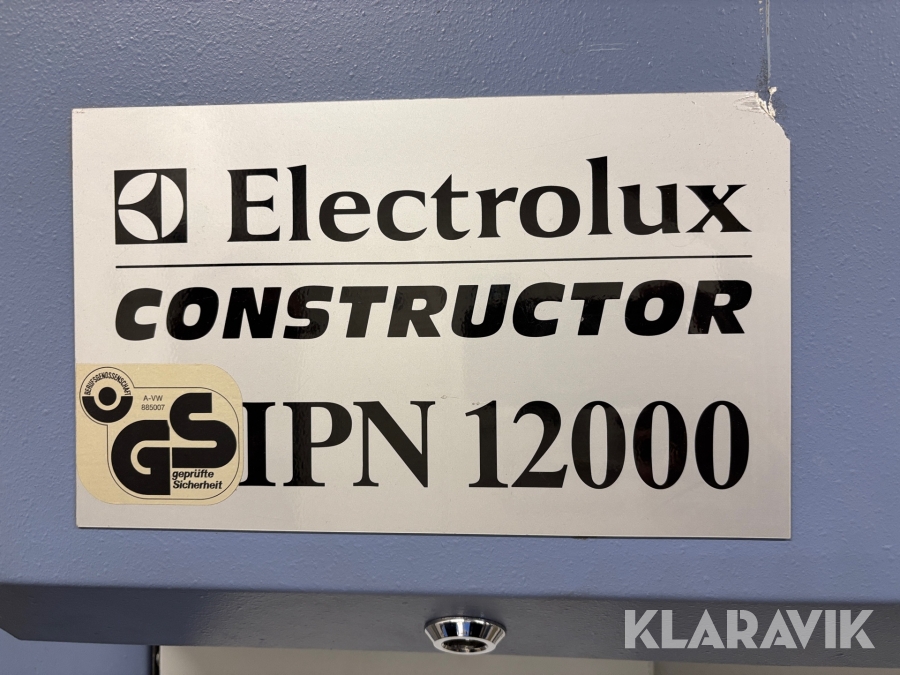 Electrolux
CONSTRUCTOR
IPN 12000
BERUFSGENOSSENSCHAFT
A-VW
885007
GS
geprüfte
Sicherheit
KLARAVIK